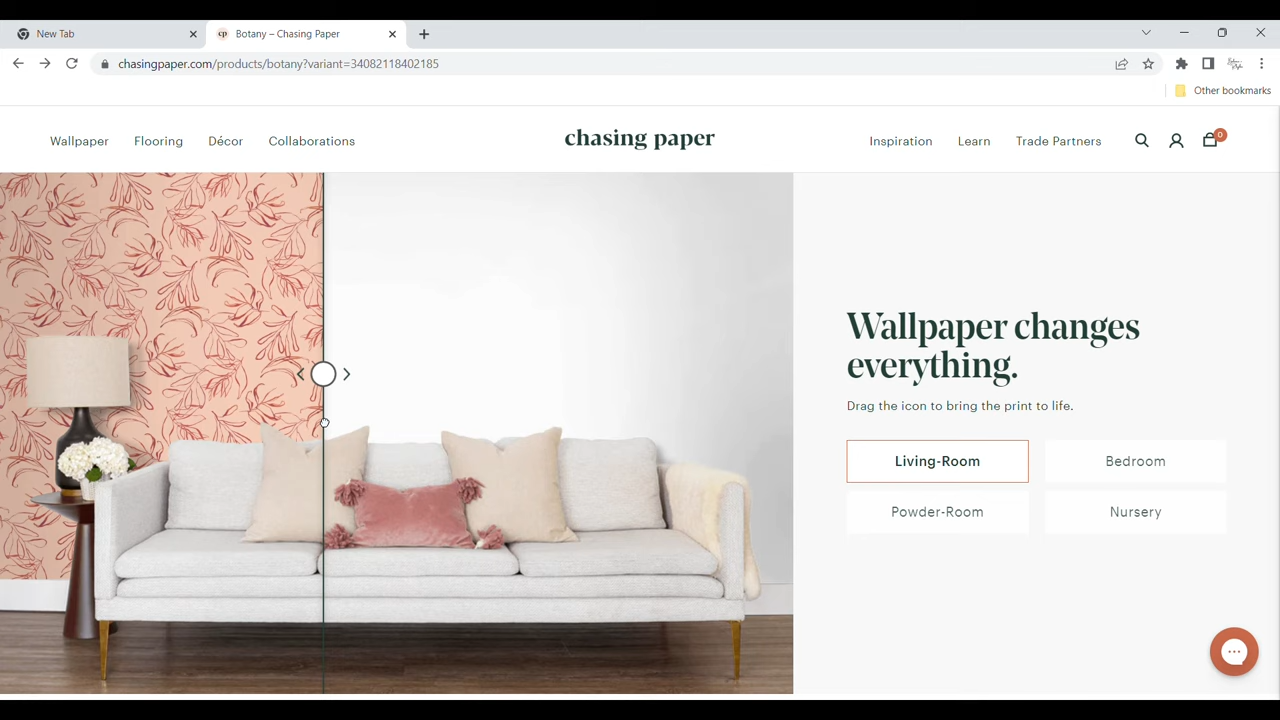 New Tab
cp Botany – Chasing Paper
chasingpaper.com/products/botany?variant=34082118402185
Other bookmarks
Wallpaper Flooring Décor Collaborations chasing paper Inspiration Learn Trade Partners 0
Wallpaper changes
everything.
Drag the icon to bring the print to life.
Living-Room Bedroom
Powder-Room Nursery